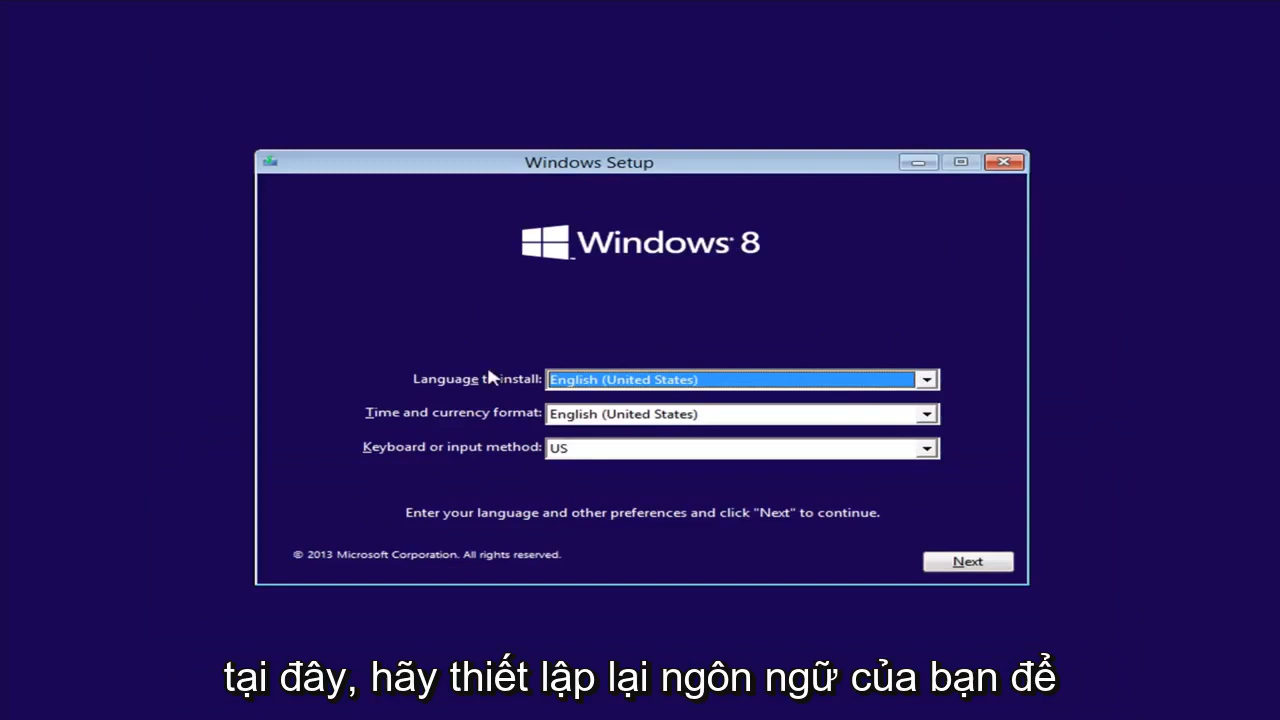 Windows Setup
Windows 8
Language to install: English (United States)
Time and currency format: English (United States)
Keyboard or input method: US
Enter your language and other preferences and click "Next" to continue.
© 2013 Microsoft Corporation. All rights reserved.
Next
tại đây, hãy thiết lập lại ngôn ngữ của bạn để